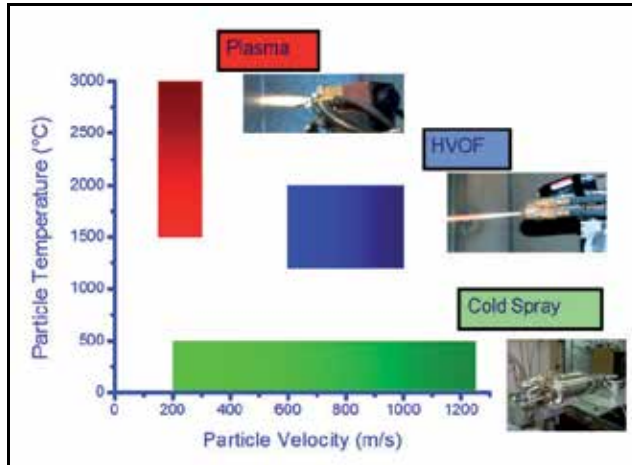 Plasma
HVOF
Cold Spray
Particle Temperature (°C)
3000
2500
2000
1500
1000
500
0
0 200 400 600 800 1000 1200
Particle Velocity (m/s)